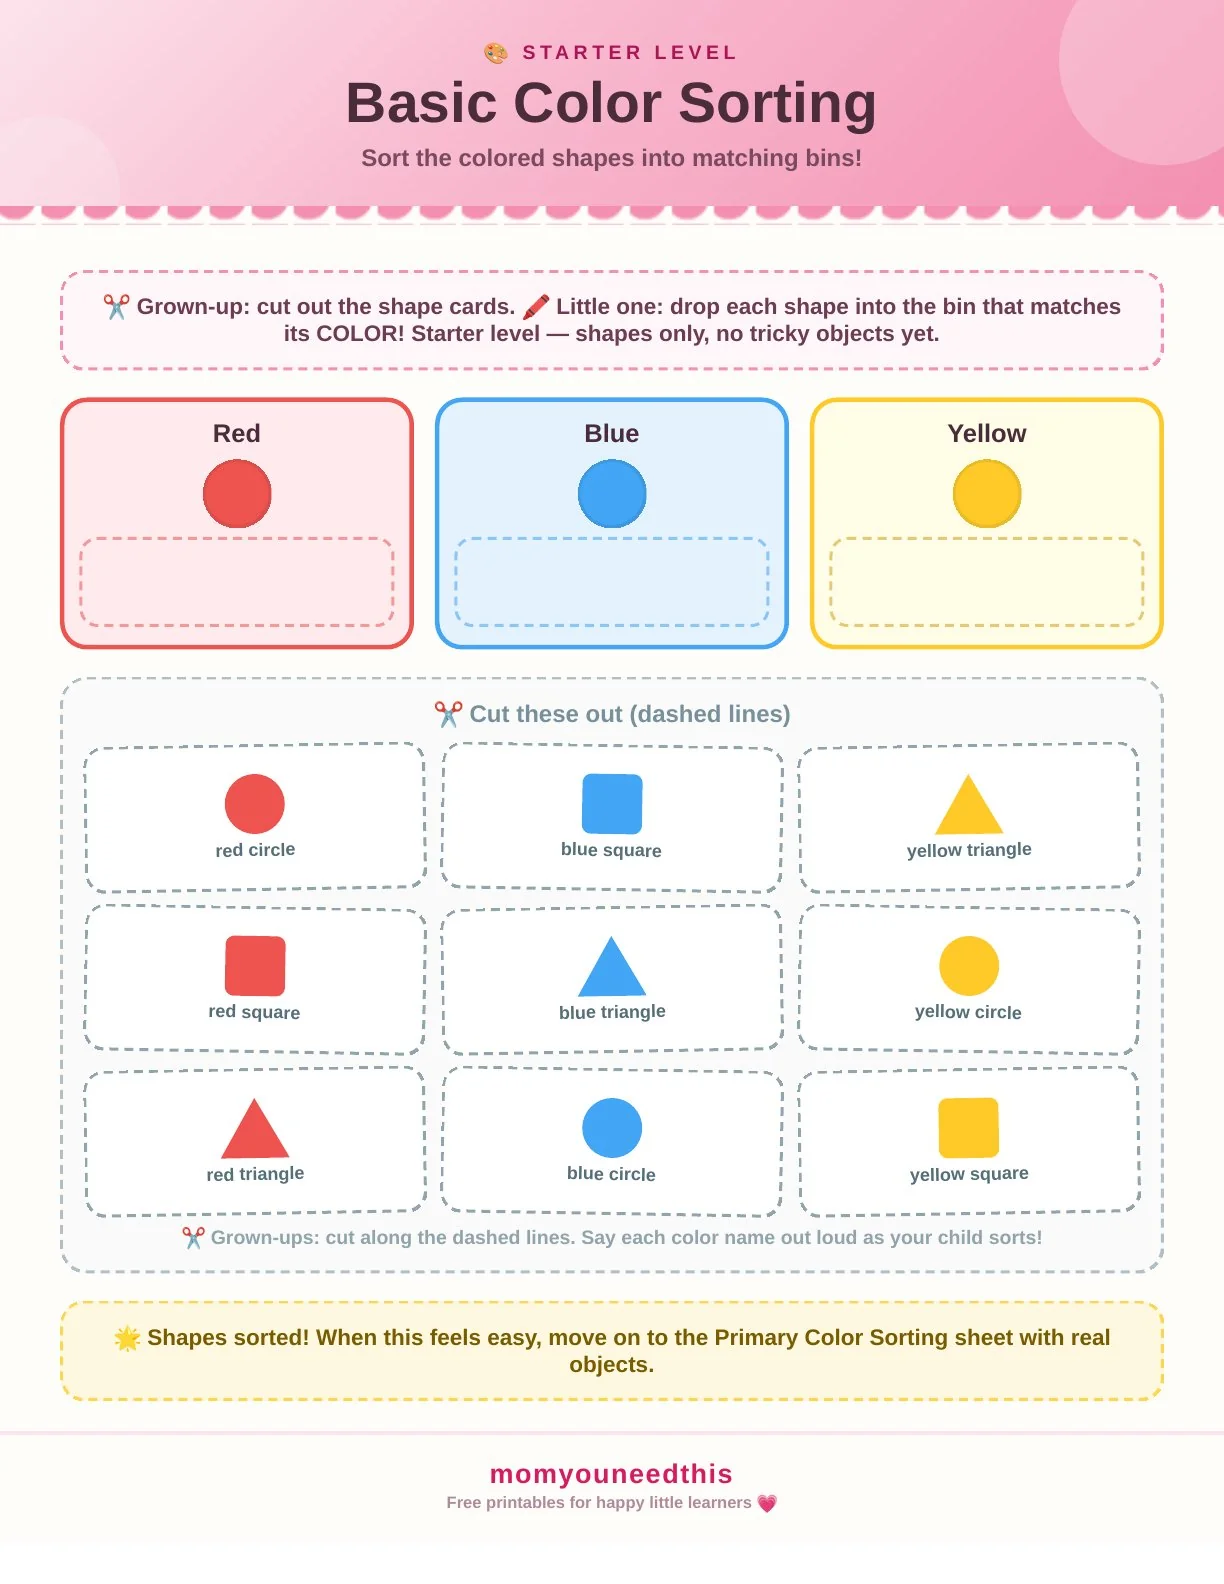 🎨 STARTER LEVEL
Basic Color Sorting
Sort the colored shapes into matching bins!
✂️ Grown-up: cut out the shape cards. 🖍️ Little one: drop each shape into the bin that matches
its COLOR! Starter level — shapes only, no tricky objects yet.
Red
Blue
Yellow
✂️ Cut these out (dashed lines)
red circle
blue square
yellow triangle
red square
blue triangle
yellow circle
red triangle
blue circle
yellow square
✂️ Grown-ups: cut along the dashed lines. Say each color name out loud as your child sorts!
🌟 Shapes sorted! When this feels easy, move on to the Primary Color Sorting sheet with real
objects.
momyouneedthis
Free printables for happy little learners 💗